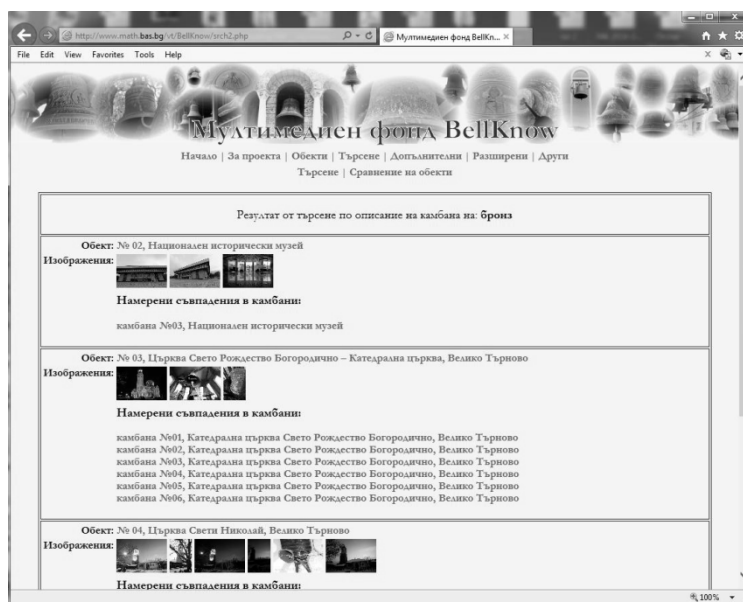 http://www.math.bas.bg/vt/BellKnow/srch2.php
Мултимедиен фонд BellKn...
File Edit View Favorites Tools Help
Мултимедиен фонд BellKnow
Начало | За проекта | Обекти | Търсене | Допълнителни | Разширени | Други
Търсене | Сравнение на обекти
Резултат от търсене по описание на камбана на: бронз
Обект: № 02, Национален исторически музей
Изображения:
Намерени съвпадения в камбани:
камбана №03, Национален исторически музей
Обект: № 03, Църква Свето Рождество Богородично – Катедрална църква, Велико Търново
Изображения:
Намерени съвпадения в камбани:
камбана №01, Катедрална църква Свето Рождество Богородично, Велико Търново
камбана №02, Катедрална църква Свето Рождество Богородично, Велико Търново
камбана №03, Катедрална църква Свето Рождество Богородично, Велико Търново
камбана №04, Катедрална църква Свето Рождество Богородично, Велико Търново
камбана №05, Катедрална църква Свето Рождество Богородично, Велико Търново
камбана №06, Катедрална църква Свето Рождество Богородично, Велико Търново
Обект: № 04, Църква Свети Николай, Велико Търново
Изображения:
Намерени съвпадения в камбани:
100%